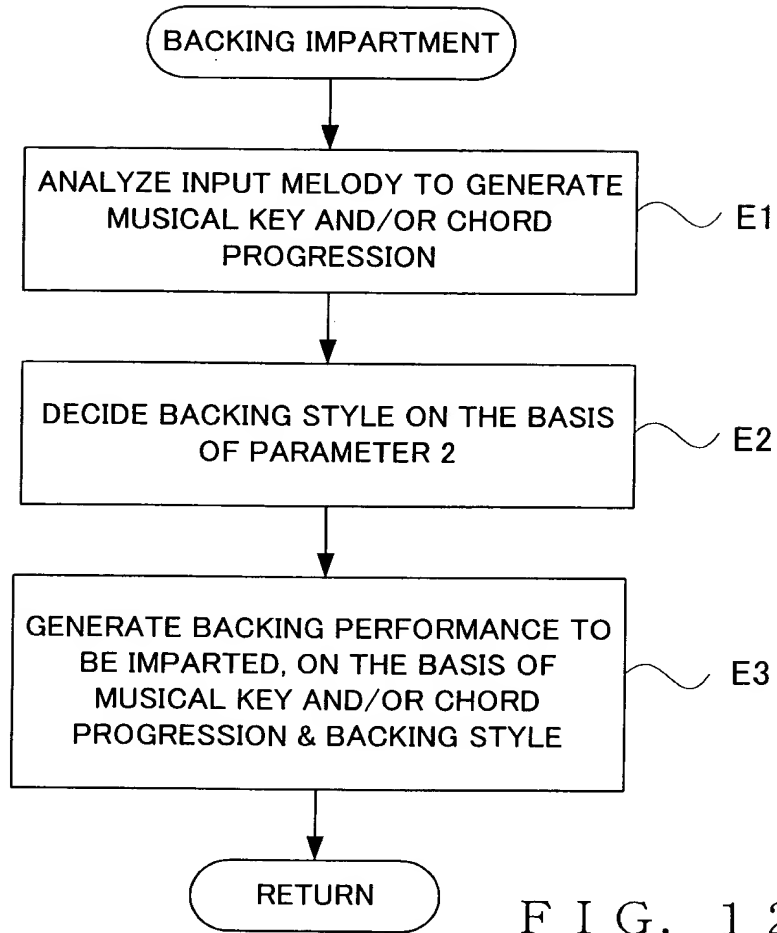 BACKING IMPARTMENT
ANALYZE INPUT MELODY TO GENERATE
MUSICAL KEY AND/OR CHORD
PROGRESSION
E1
DECIDE BACKING STYLE ON THE BASIS
OF PARAMETER 2
E2
GENERATE BACKING PERFORMANCE TO
BE IMPARTED, ON THE BASIS OF
MUSICAL KEY AND/OR CHORD
PROGRESSION & BACKING STYLE
E3
RETURN
FIG. 12